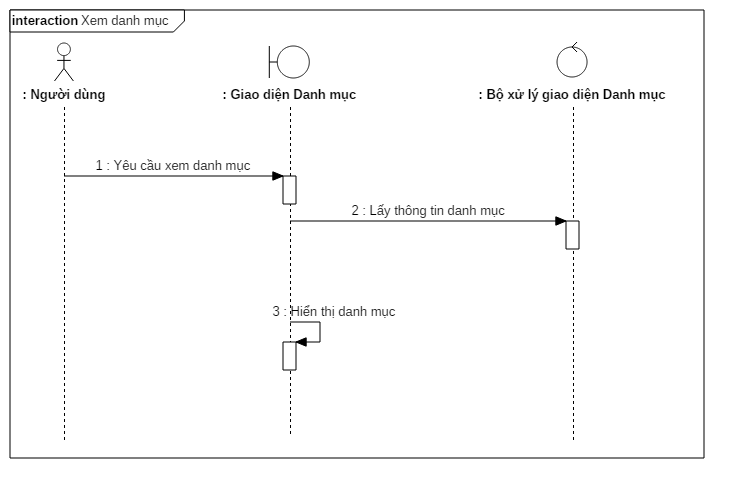 interaction Xem danh mục
: Người dùng
: Giao diện Danh mục
: Bộ xử lý giao diện Danh mục
1 : Yêu cầu xem danh mục
2 : Lấy thông tin danh mục
3 : Hiển thị danh mục